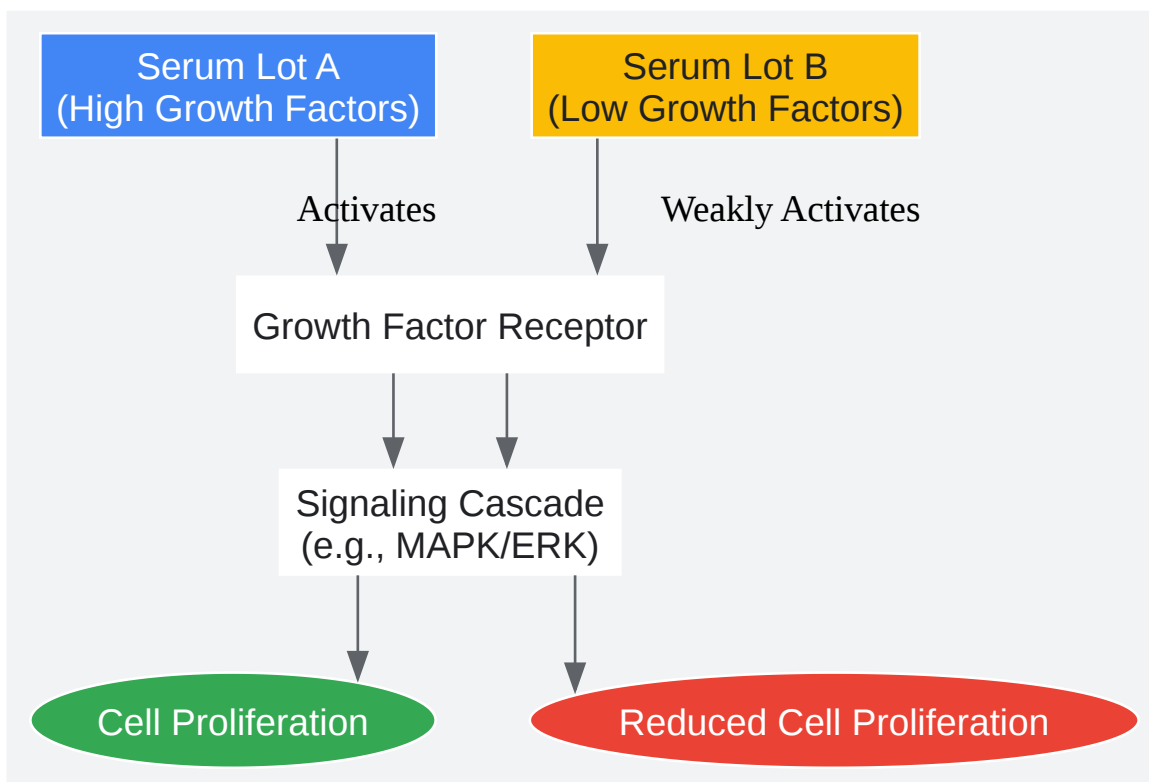 Serum Lot A
(High Growth Factors)
Serum Lot B
(Low Growth Factors)
Activates
Weakly Activates
Growth Factor Receptor
Signaling Cascade
(e.g., MAPK/ERK)
Cell Proliferation
Reduced Cell Proliferation